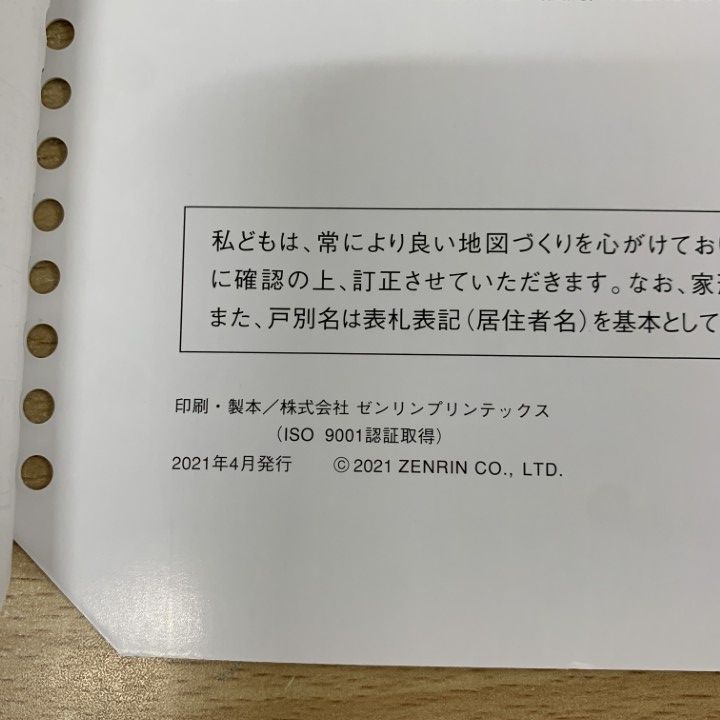 私どもは、常により良い地図づくりを心がけており
に確認の上、訂正させていただきます。なお、家
また、戸別名は表札表記（居住者名）を基本として
印刷・製本／株式会社 ゼンリンプリンテックス
（ISO 9001認証取得）
2021年4月発行 ©2021 ZENRIN CO., LTD.